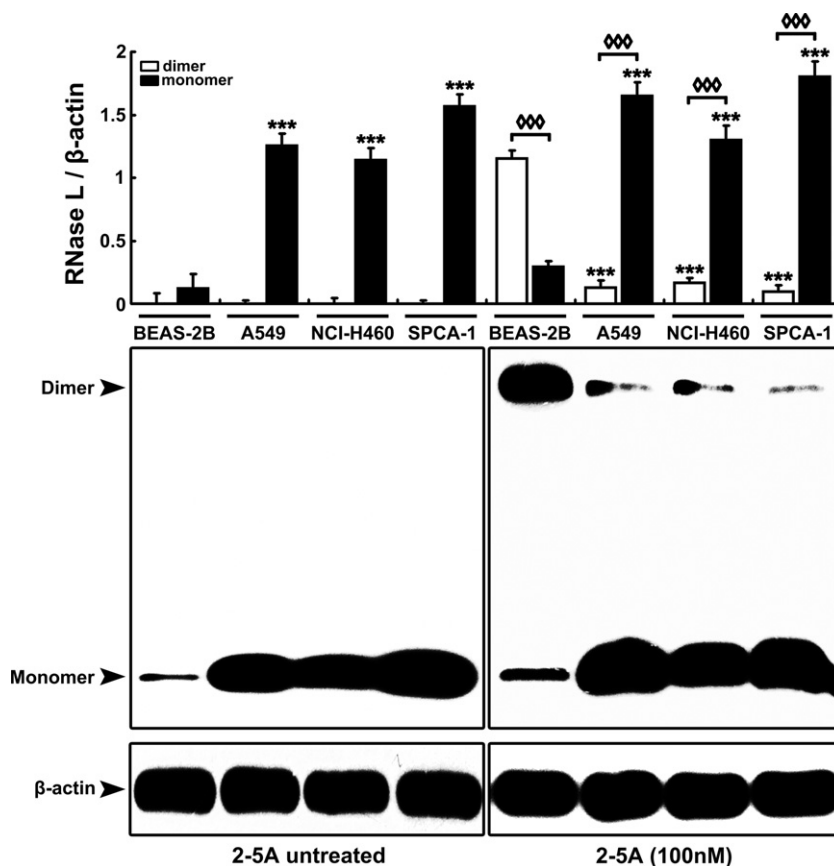 ◊◊◊
◊◊◊
2
dimer
monomer
***
◊◊◊
***
***
***
1.5
***
***
◊◊◊
***
1
RNase L / β-actin
0.5
***
***
***
0
BEAS-2B A549 NCI-H460 SPCA-1 BEAS-2B A549 NCI-H460 SPCA-1
Dimer
Monomer
β-actin
2-5A untreated 2-5A (100nM)